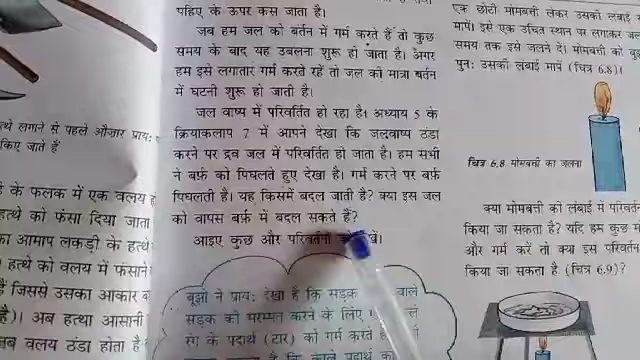 त्थे लगाने से पहले औज़ार प्राय:
किए जाते हैं
के फलक में एक वलय ह
हत्थे को फंसा दिया जाता
का आमाप लकड़ी के हत्थे
हत्थे को वलय में फंसाने
हैं जिससे उसका आकार ब
है)। अब हत्था आसानी
जब वलय ठंडा होता है
पहिए के ऊपर कस जाता है।
जब हम जल को बर्तन में गर्म करते हैं तो कुछ
समय के बाद यह उबलना शुरू हो जाता है। अगर
हम इसे लगातार गर्म करते रहें तो जल की मात्रा बर्तन
में घटनी शुरू हो जाती है।
जल वाष्प में परिवर्तित हो रहा है। अध्याय 5 के
क्रियाकलाप 7 में आपने देखा कि जलवाष्प ठंडा
करने पर द्रव जल में परिवर्तित हो जाता है। हम सभी
ने बर्फ़ को पिघलते हुए देखा है। गर्म करने पर बर्फ़
पिघलती है। यह किसमें बदल जाती है? क्या इस जल
को वापस बर्फ़ में बदल सकते हैं?
आइए कुछ और परिवर्तनों
बूझो ने प्राय: देखा है कि सड़क वाले
सड़क की मरम्मत करने के लिए
रंग के पदार्थ (टार) को गर्म करते
है कि काले पदार्थ
एक छोटी मोमबत्ती लेकर उसकी लंबाई
मापें। इसे एक उचित स्थान पर लगाकर
समय तक इसे जलने दें। मोमबत्ती को
पुन: उसकी लंबाई मापें (चित्र 6.8)।
चित्र 6.8 मोमबत्ती का जलना
क्या मोमबत्ती की लंबाई में परिवर्तन
किया जा सकता है? यदि हम कुछ म
और गर्म करें तो क्या इस परिवर्तन
किया जा सकता है (चित्र 6.9)?